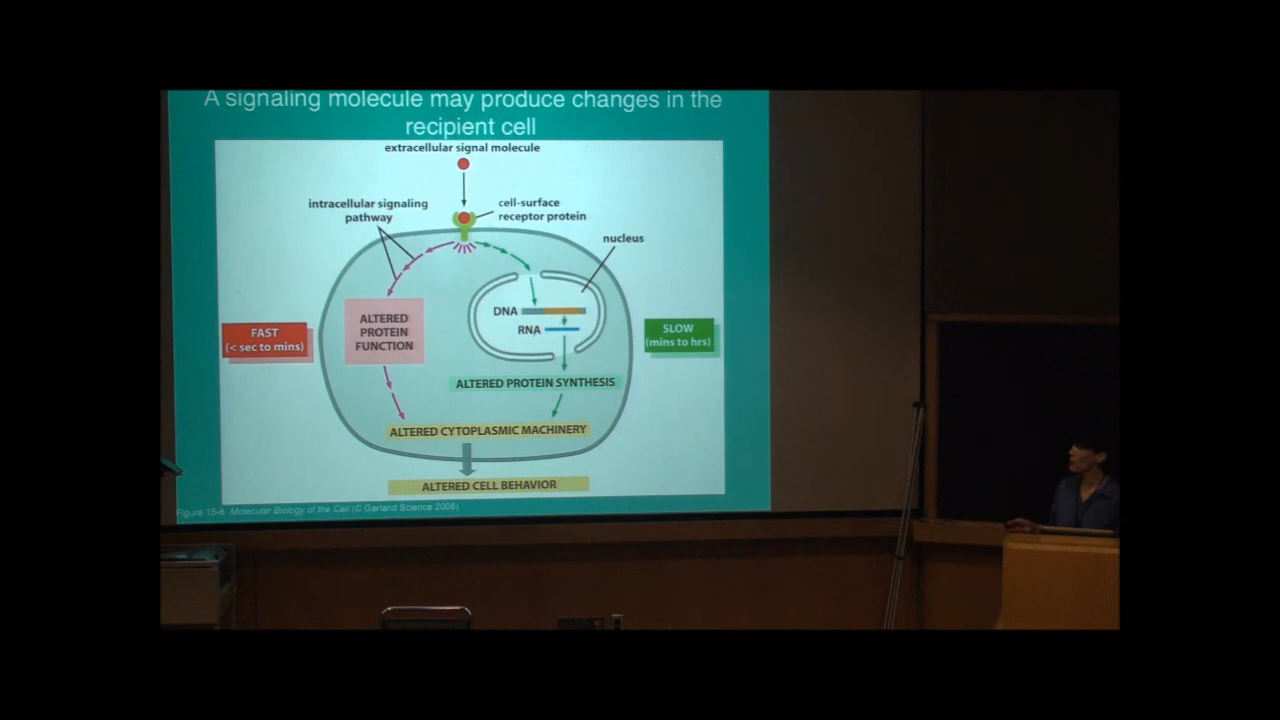 A signaling molecule may produce changes in the
recipient cell
extracellular signal molecule
intracellular signaling
pathway
cell-surface
receptor protein
nucleus
DNA
RNA
FAST
(< sec to mins)
ALTERED
PROTEIN
FUNCTION
SLOW
(mins to hrs)
ALTERED PROTEIN SYNTHESIS
ALTERED CYTOPLASMIC MACHINERY
ALTERED CELL BEHAVIOR
Figure 15-6 Molecular Biology of the Cell (© Garland Science 2008)